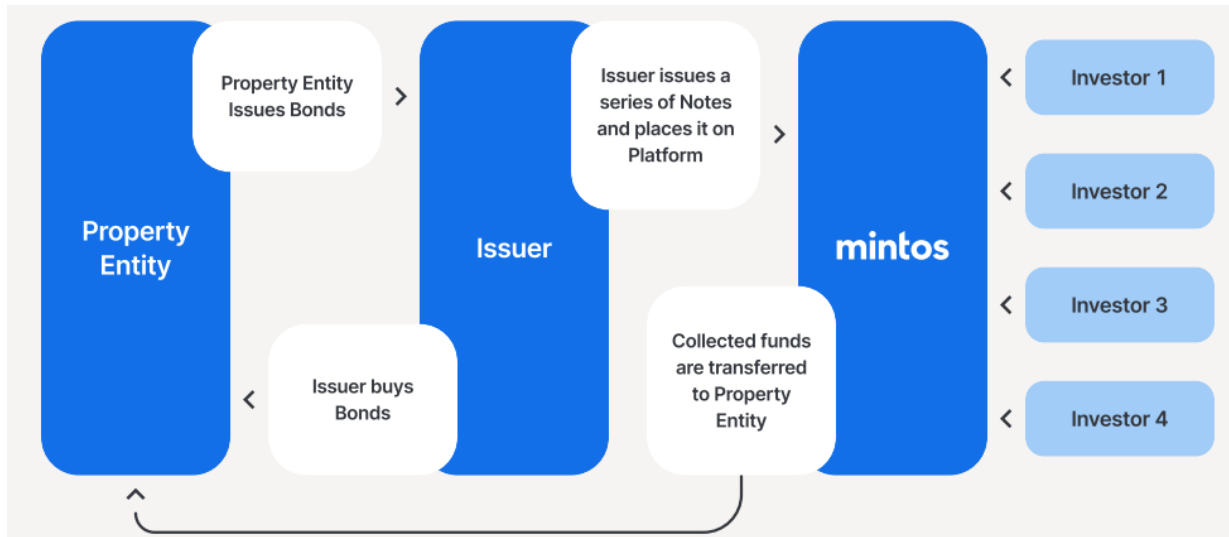 Property Entity
Issues Bonds
Issuer issues a
series of Notes
and places it on
Platform
Investor 1
Investor 2
Property
Entity
Issuer
mintos
Investor 3
Collected funds
are transferred
to Property
Entity
Issuer buys
Bonds
Investor 4